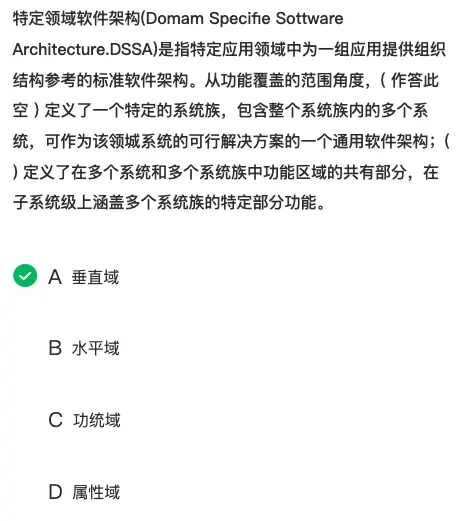 特定领域软件架构(Domam Specifie Sottware
Architecture.DSSA)是指特定应用领域中为一组应用提供组织
结构参考的标准软件架构。从功能覆盖的范围角度，( 作答此
空 ) 定义了一个特定的系统族，包含整个系统族内的多个系
统，可作为该领城系统的可行解决方案的一个通用软件架构；(
) 定义了在多个系统和多个系统族中功能区域的共有部分，在
子系统级上涵盖多个系统族的特定部分功能。
A 垂直域
B 水平域
C 功统域
D 属性域